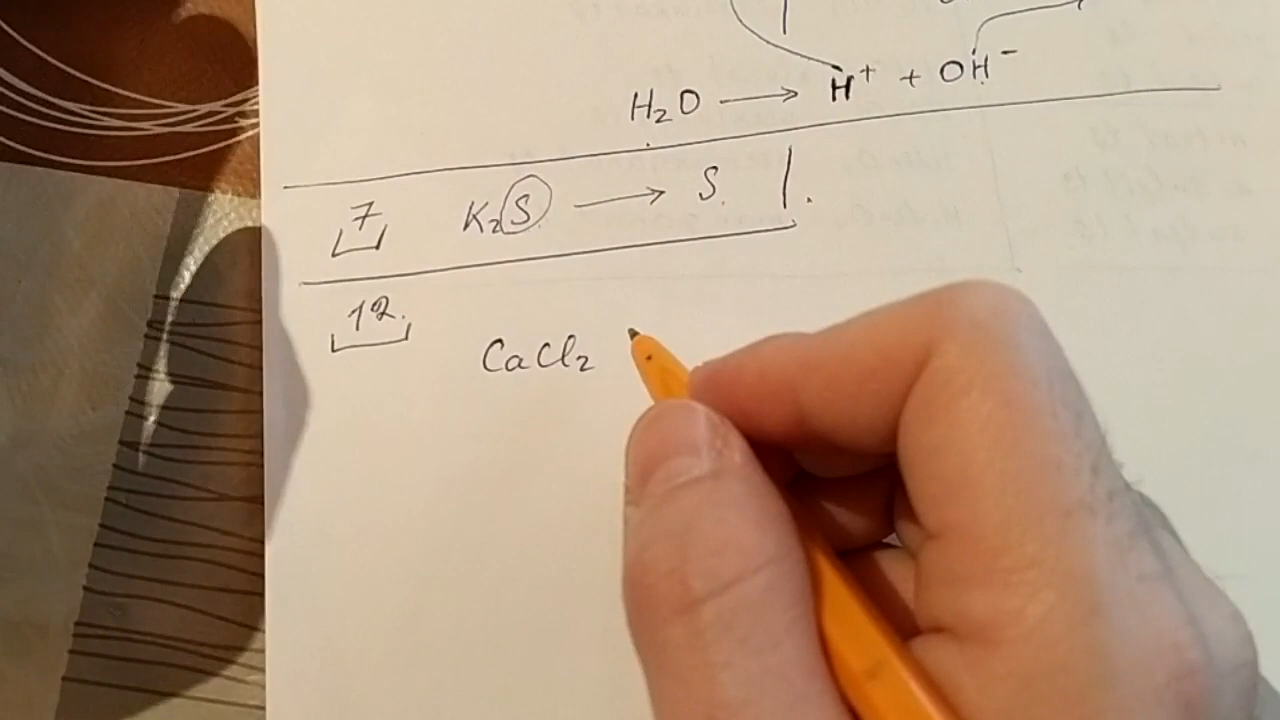 H₂O → H⁺ + OH⁻
7 K₂S → S.
12. CaCl₂